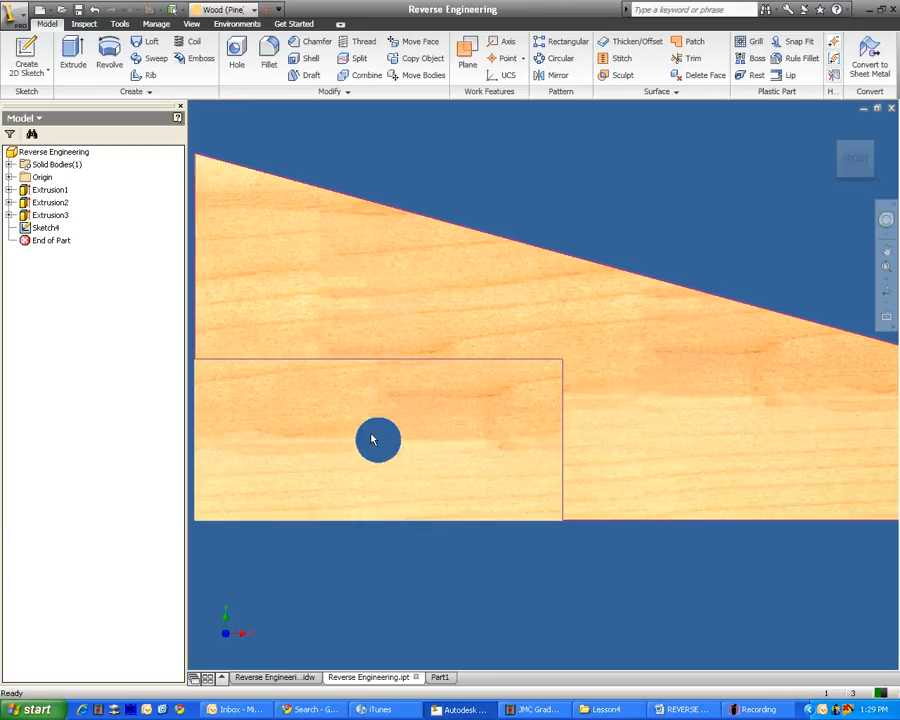 Wood (Pine)
Reverse Engineering
Type a keyword or phrase
PRO
Model
Inspect
Tools
Manage
View
Environments
Get Started
Create
2D Sketch
Extrude
Revolve
Loft
Sweep
Rib
Coil
Emboss
Hole
Fillet
Chamfer
Shell
Draft
Thread
Split
Combine
Move Face
Copy Object
Move Bodies
Plane
Axis
Point
UCS
Rectangular
Circular
Mirror
Thicken/Offset
Stitch
Sculpt
Patch
Trim
Delete Face
Grill
Boss
Rest
Snap Fit
Rule Fillet
Lip
Convert to
Sheet Metal
Sketch
Create
Modify
Work Features
Pattern
Surface
Plastic Part
H...
Convert
Model
Reverse Engineering
Solid Bodies(1)
Origin
Extrusion1
Extrusion2
Extrusion3
Sketch4
End of Part
FRONT
Y
X
Reverse Engineeri...idw
Reverse Engineering.ipt
Part1
Ready
1
3
start
Inbox - Mi...
Search - G...
iTunes
Autodesk ...
JMC Grad...
Lesson4
REVERSE ...
Recording
1:29 PM